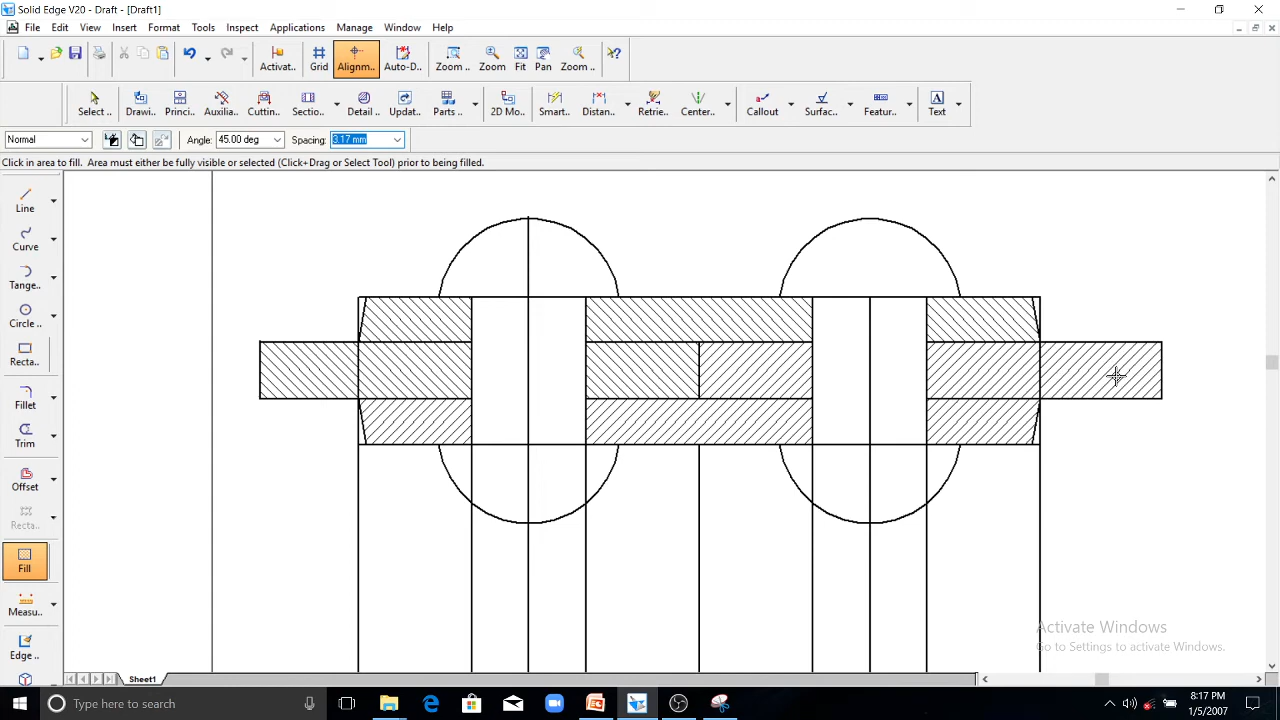 Solid Edge V20 - Draft - [Draft1]
File Edit View Insert Format Tools Inspect Applications Manage Window Help
Activat.. Grid Alignm.. Auto-D.. Zoom .. Zoom Fit Pan Zoom ..
Select .. Drawi.. Princi.. Auxilia.. Cuttin.. Sectio.. Detail .. Updat.. Parts .. 2D Mo.. Smart.. Distan.. Retrie.. Center.. Callout Surfac.. Featur.. Text
Normal Angle: 45.00 deg Spacing: 3.17 mm
Click in area to fill. Area must either be fully visible or selected (Click+Drag or Select Tool) prior to being filled.
Line
Curve
Tange..
Circle ..
Recta..
Fillet
Trim
Offset
Recta..
Fill
Measu..
Edge ..
Activate Windows
Go to Settings to activate Windows.
Sheet1
Type here to search
8:17 PM
1/5/2007